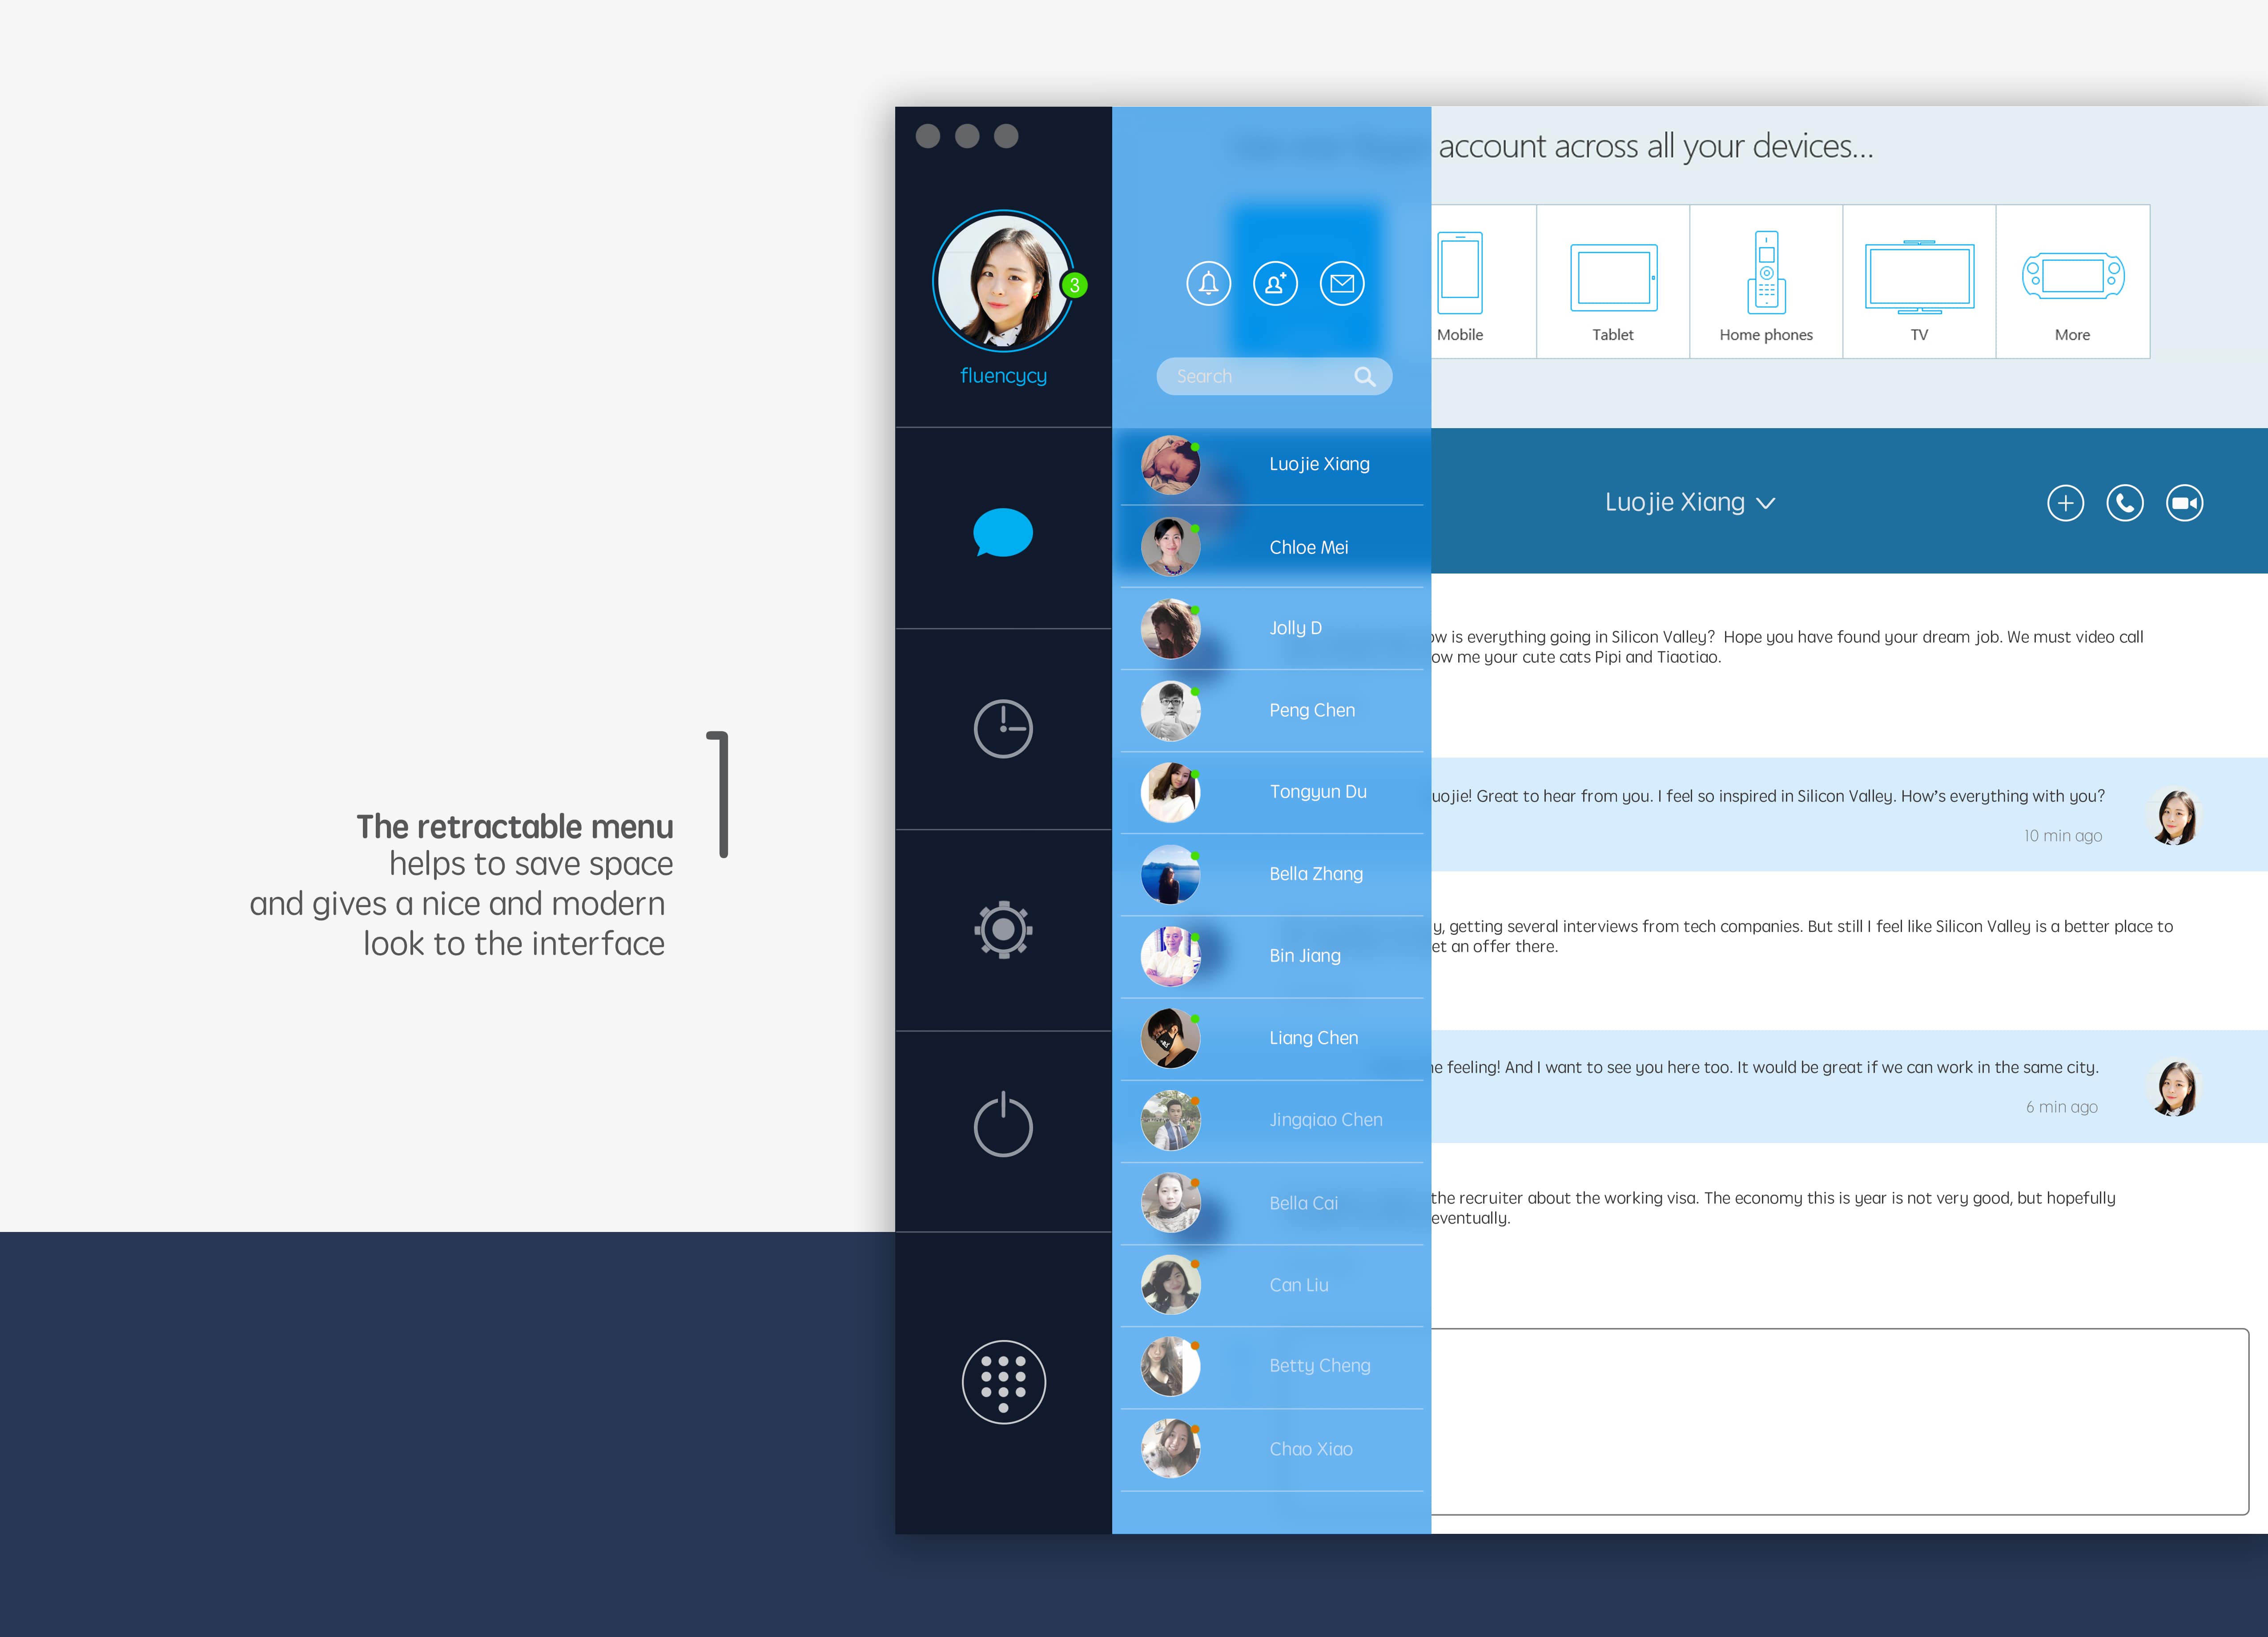 1
The retractable menu
helps to save space
and gives a nice and modern
look to the interface
3
fluencycy
Search
Luojie Xiang
Chloe Mei
Jolly D
Peng Chen
Tongyun Du
Bella Zhang
Bin Jiang
Liang Chen
Jingqiao Chen
Bella Cai
Can Liu
Betty Cheng
Chao Xiao
account across all your devices...
Mobile
Tablet
Home phones
TV
More
Luojie Xiang
ow is everything going in Silicon Valley? Hope you have found your dream job. We must video call
ow me your cute cats Pipi and Tiaotiao.
uojie! Great to hear from you. I feel so inspired in Silicon Valley. How's everything with you?
10 min ago
y, getting several interviews from tech companies. But still I feel like Silicon Valley is a better place to
et an offer there.
e feeling! And I want to see you here too. It would be great if we can work in the same city.
6 min ago
the recruiter about the working visa. The economy this is year is not very good, but hopefully
eventually.